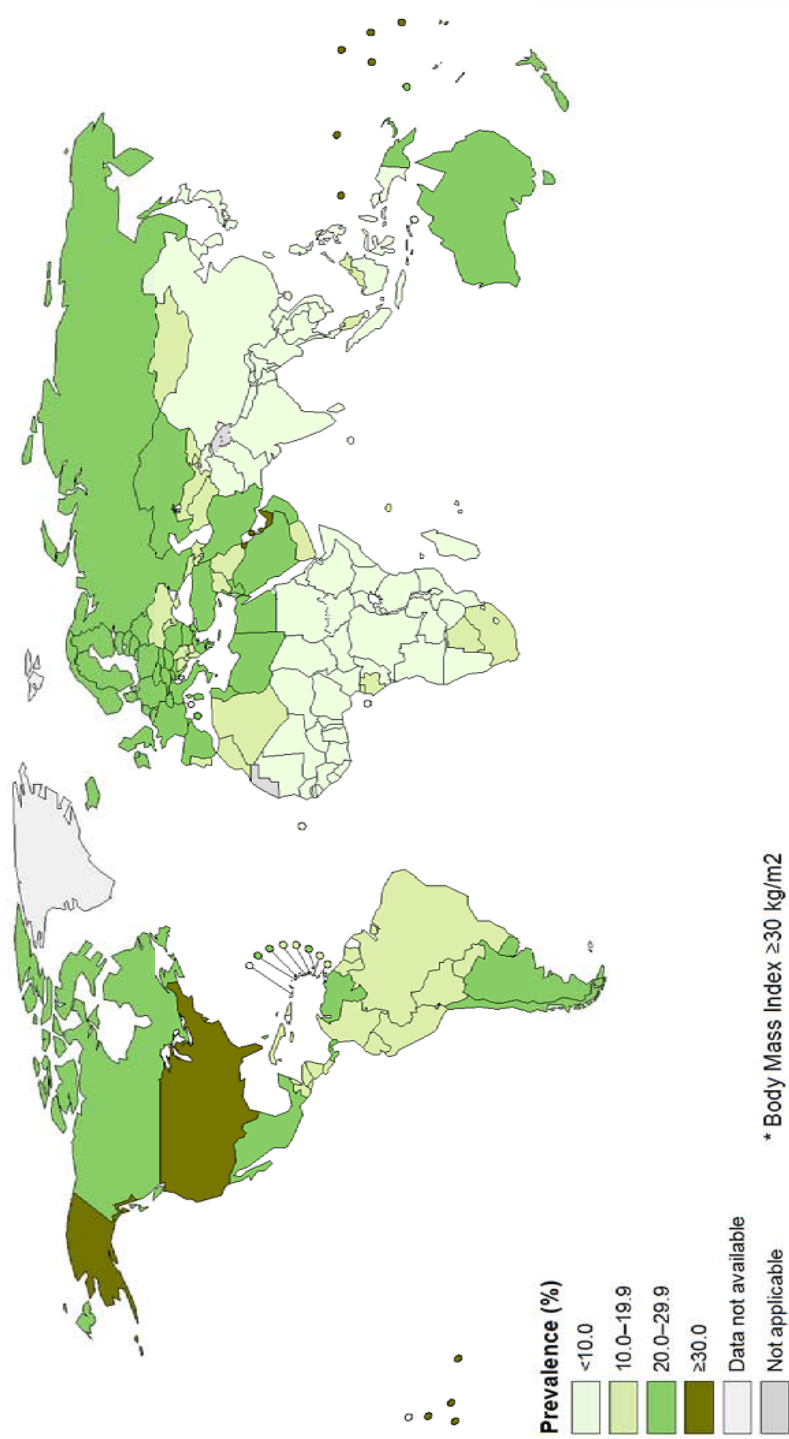 Prevalence (%)
<10.0
10.0–19.9
20.0–29.9
≥30.0
Data not available
Not applicable
* Body Mass Index ≥30 kg/m2